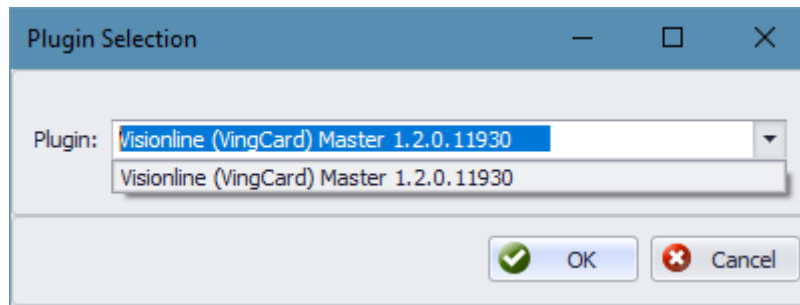 Plugin Selection
Plugin: Visionline (VingCard) Master 1.2.0.11930
Visionline (VingCard) Master 1.2.0.11930
OK Cancel